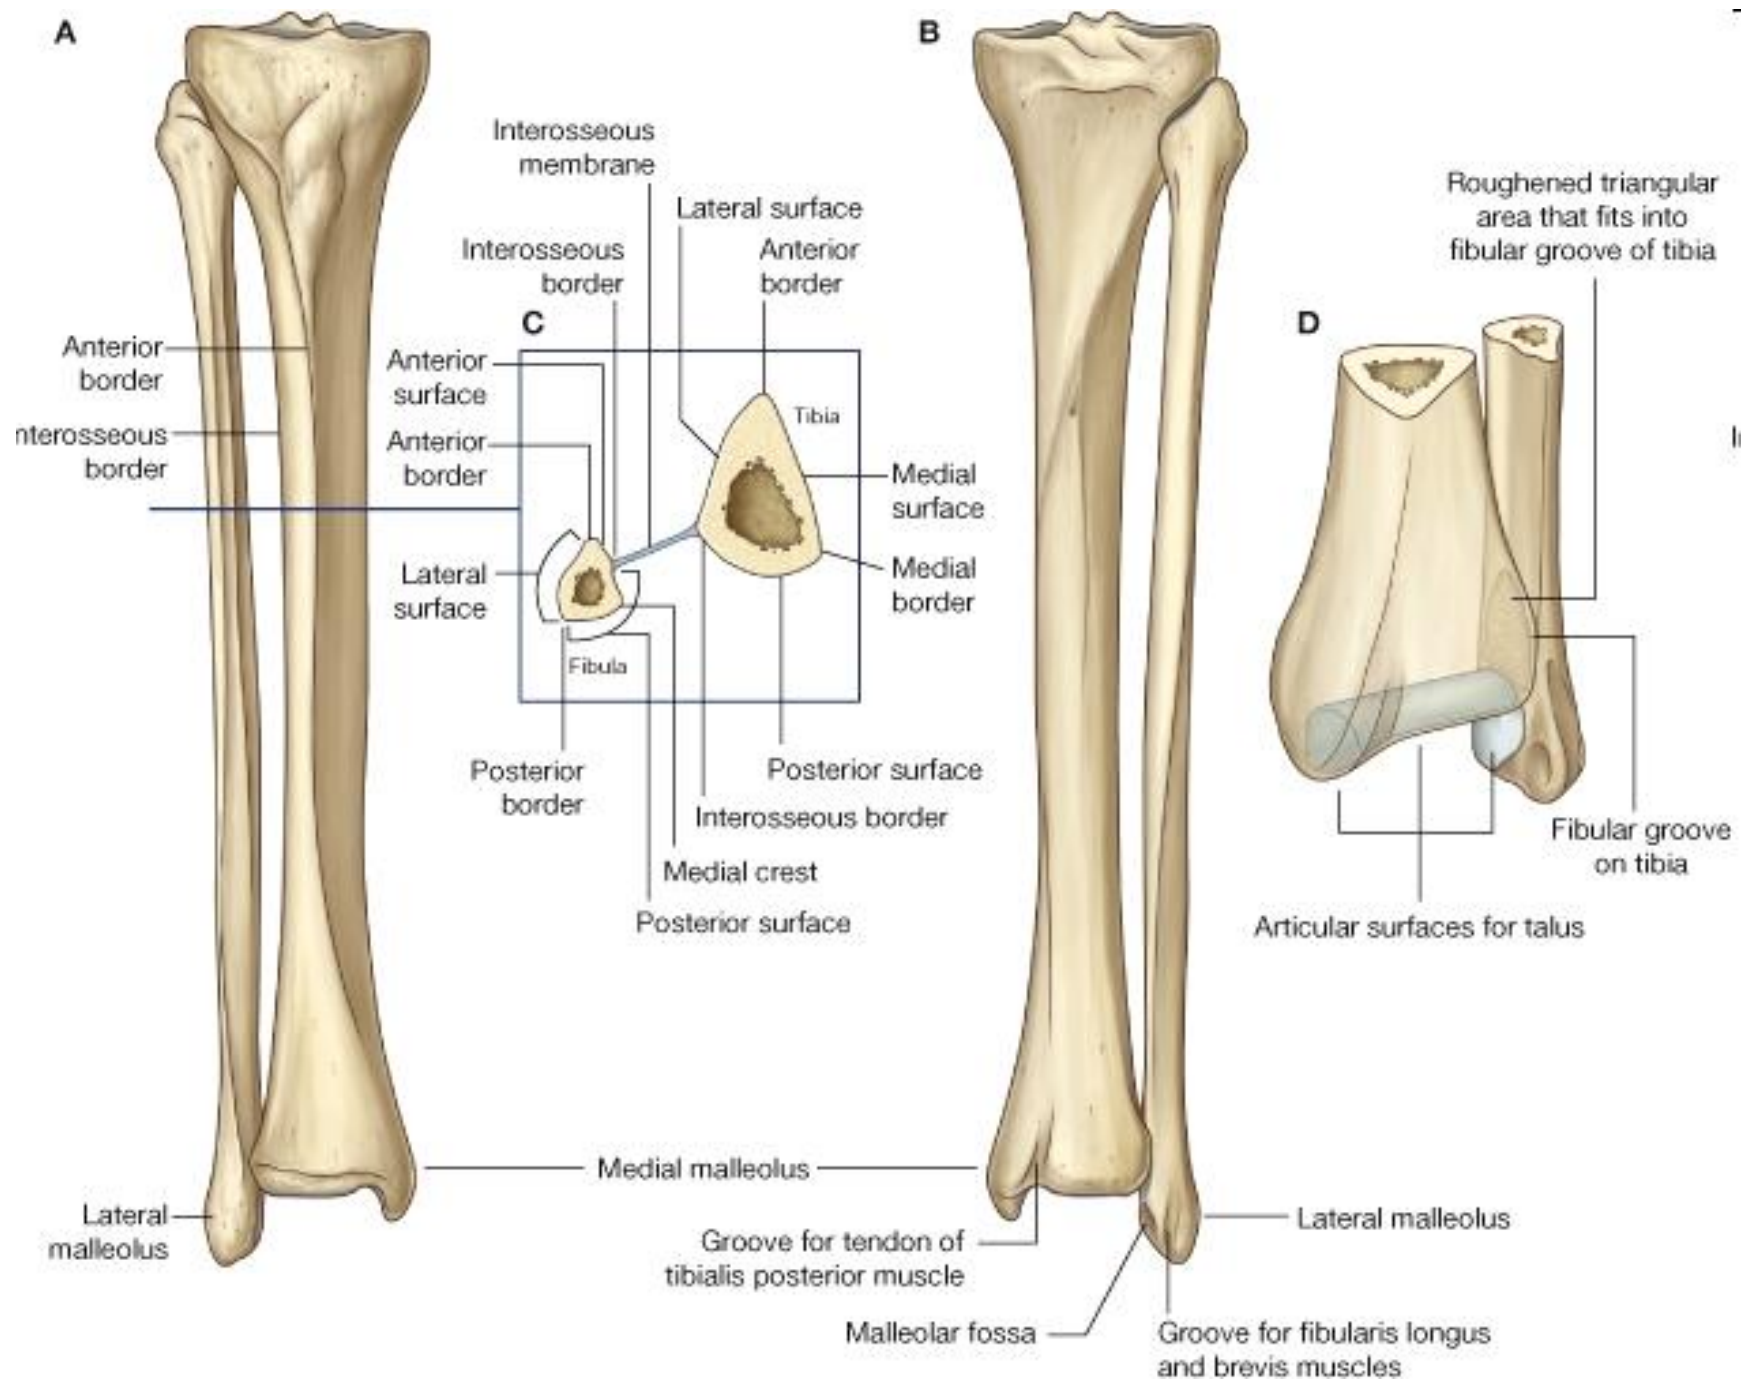 A
B
Interosseous
membrane
Lateral surface
Interosseous
border
Anterior
border
C
Anterior
border
nterosseous
border
Anterior
surface
Anterior
border
Tibia
Medial
surface
Lateral
surface
Medial
border
Fibula
Posterior
border
Posterior surface
Interosseous border
Medial crest
Posterior surface
Roughened triangular
area that fits into
fibular groove of tibia
D
Fibular groove
on tibia
Articular surfaces for talus
Medial malleolus
Lateral
malleolus
Lateral malleolus
Groove for tendon of
tibialis posterior muscle
Malleolar fossa
Groove for fibularis longus
and brevis muscles